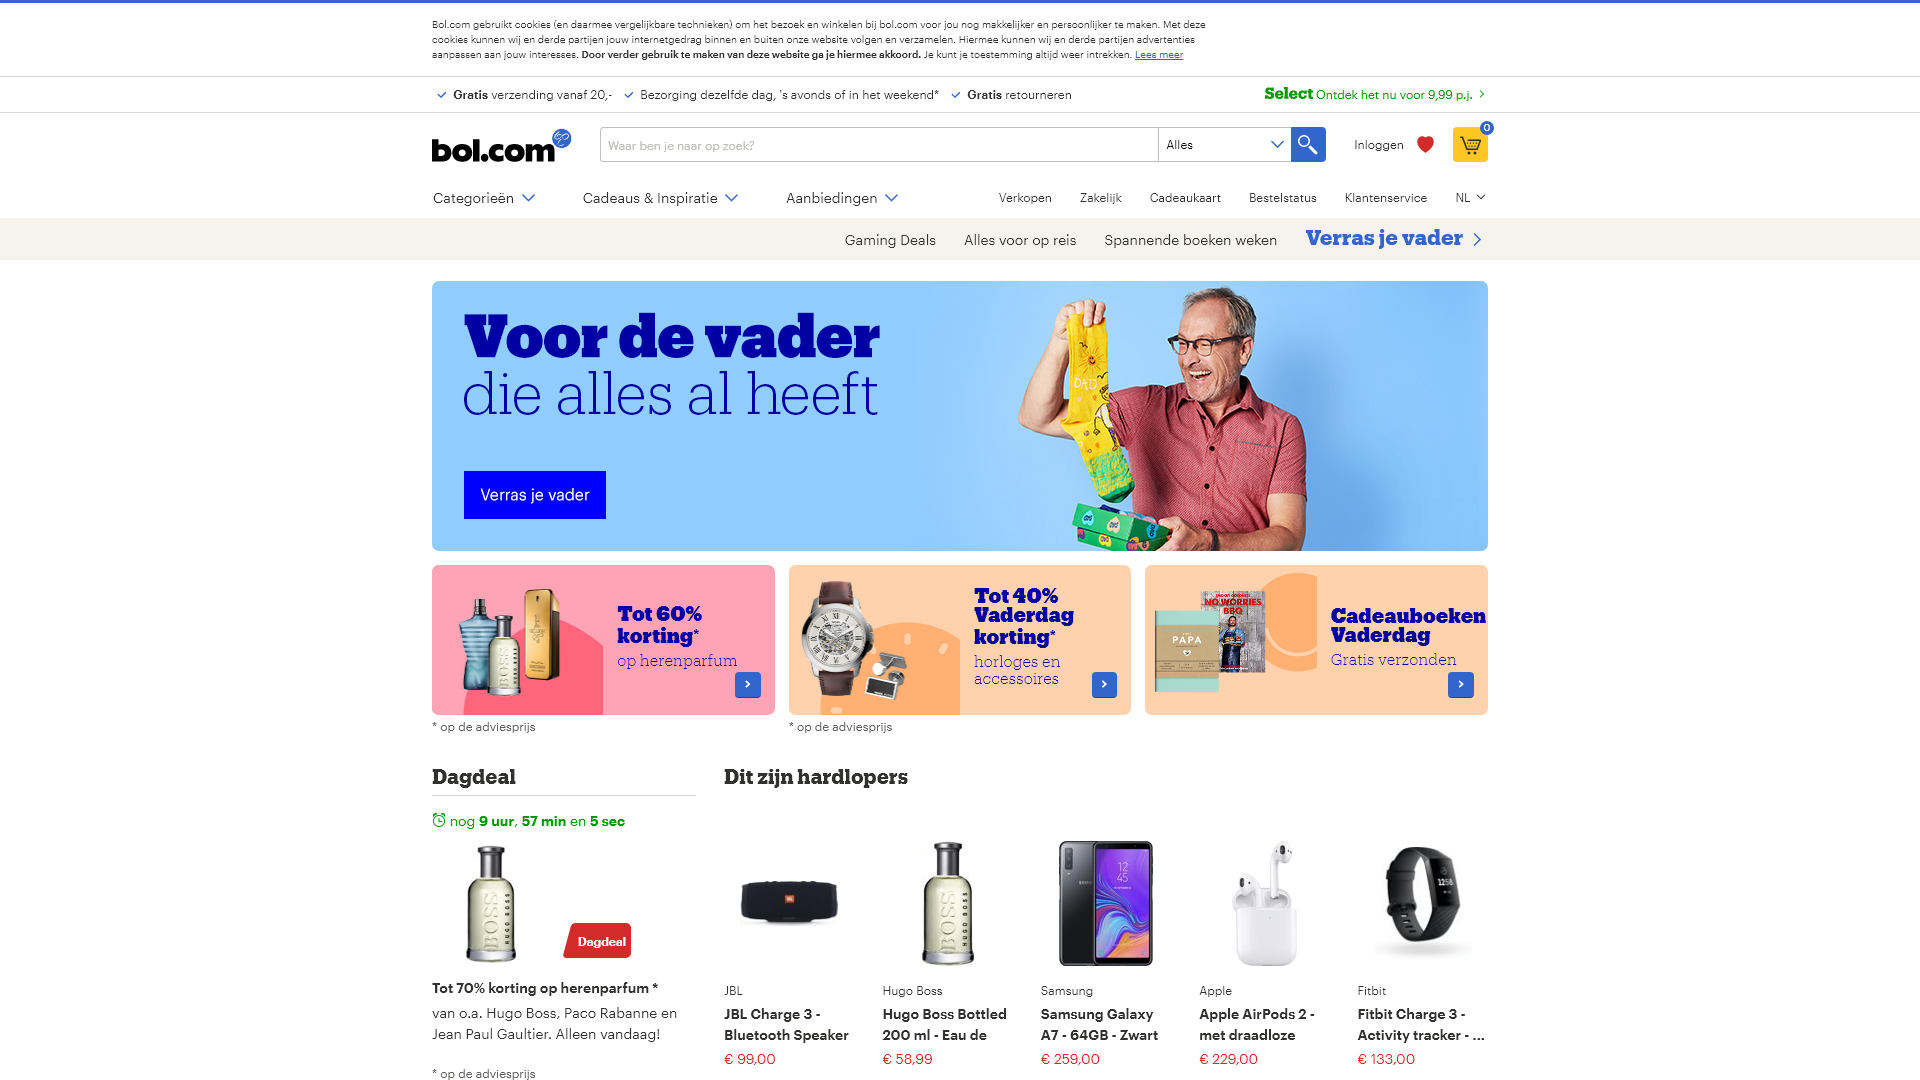 Bol.com gebruikt cookies (en daarmee vergelijkbare technieken) om het bezoek en winkelen bij bol.com voor jou nog makkelijker en persoonlijker te maken. Met deze
cookies kunnen wij en derde partijen jouw internetgedrag binnen en buiten onze website volgen en verzamelen. Hiermee kunnen wij en derde partijen advertenties
aanpassen aan jouw interesses. Door verder gebruik te maken van deze website ga je hiermee akkoord. Je kunt je toestemming altijd weer intrekken. Lees meer
Gratis verzending vanaf 20,- Bezorging dezelfde dag, 's avonds of in het weekend* Gratis retourneren
Select Ontdek het nu voor 9,99 p.j.
bol.com
Waar ben je naar op zoek?
Alles
Inloggen
0
Categorieën Cadeaus & Inspiratie Aanbiedingen
Verkopen Zakelijk Cadeaukaart Bestelstatus Klantenservice NL
Gaming Deals Alles voor op reis Spannende boeken weken Verras je vader
Voor de vader
die alles al heeft
Verras je vader
DAD
Tot 60%
korting*
op herenparfum
BOSS
* op de adviesprijs
Tot 40%
Vaderdag
korting*
horloges en
accessoires
* op de adviesprijs
NO WORRIES
BBQ
PAPA
Cadeauboeken
Vaderdag
Gratis verzonden
Dagdeal
nog 9 uur, 57 min en 5 sec
BOSS
HUGO BOSS
Dagdeal
Tot 70% korting op herenparfum *
van o.a. Hugo Boss, Paco Rabanne en
Jean Paul Gaultier. Alleen vandaag!
* op de adviesprijs
Dit zijn hardlopers
JBL
JBL
JBL Charge 3 -
Bluetooth Speaker
€ 99,00
BOSS
HUGO BOSS
Hugo Boss
Hugo Boss Bottled
200 ml - Eau de
€ 58,99
SAMSUNG
12
45
Samsung
Samsung Galaxy
A7 - 64GB - Zwart
€ 259,00
Apple
Apple AirPods 2 -
met draadloze
€ 229,00
Fitbit
Fitbit Charge 3 -
Activity tracker - ...
€ 133,00